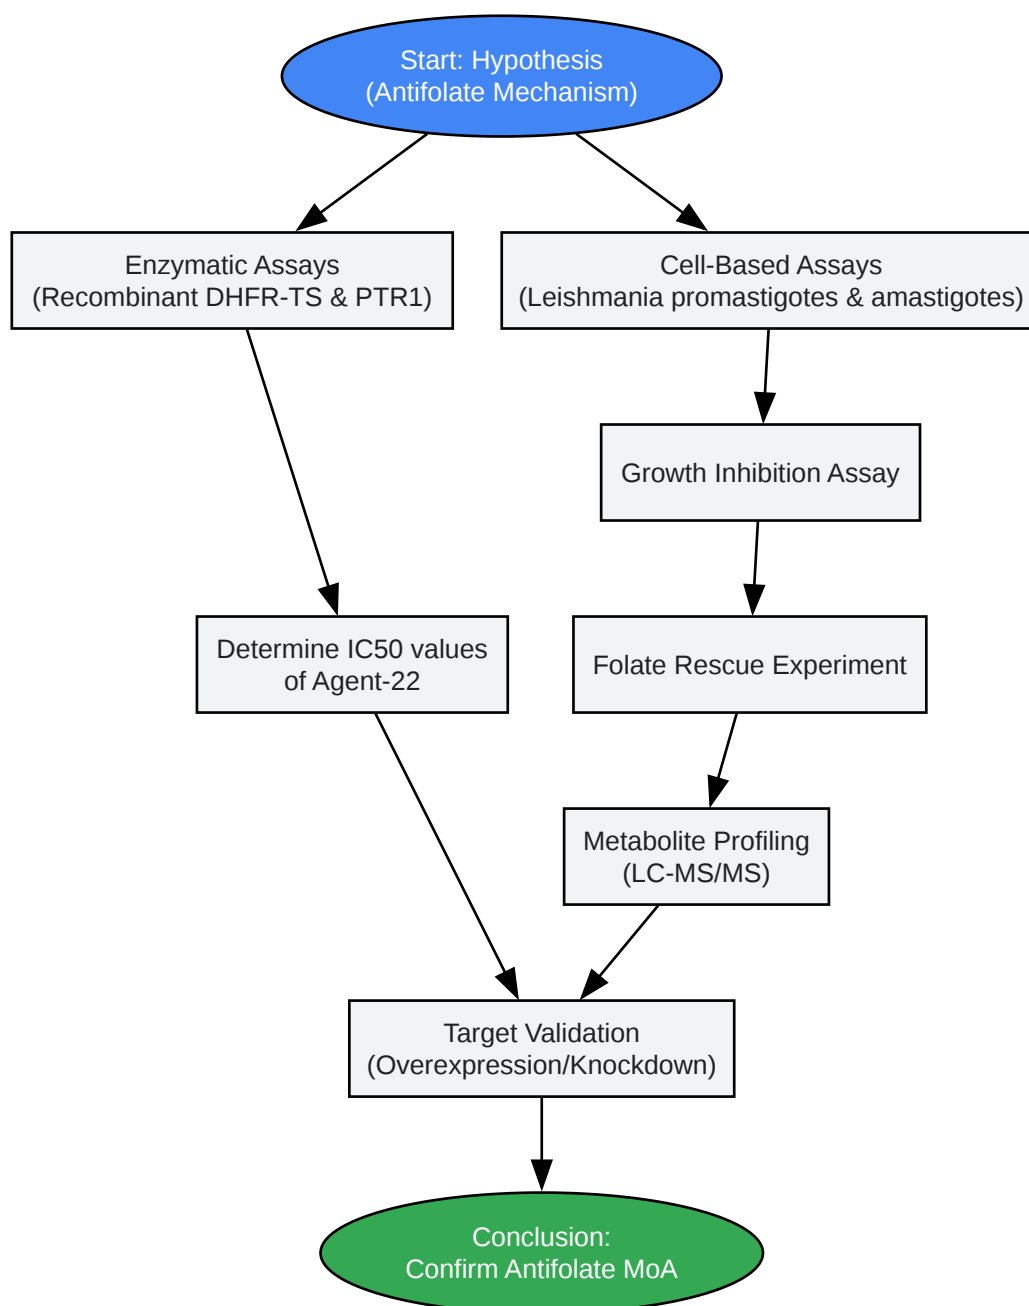 Start: Hypothesis
(Antifolate Mechanism)
Enzymatic Assays
(Recombinant DHFR-TS & PTR1)
Cell-Based Assays
(Leishmania promastigotes & amastigotes)
Growth Inhibition Assay
Determine IC50 values
of Agent-22
Folate Rescue Experiment
Metabolite Profiling
(LC-MS/MS)
Target Validation
(Overexpression/Knockdown)
Conclusion:
Confirm Antifolate MoA